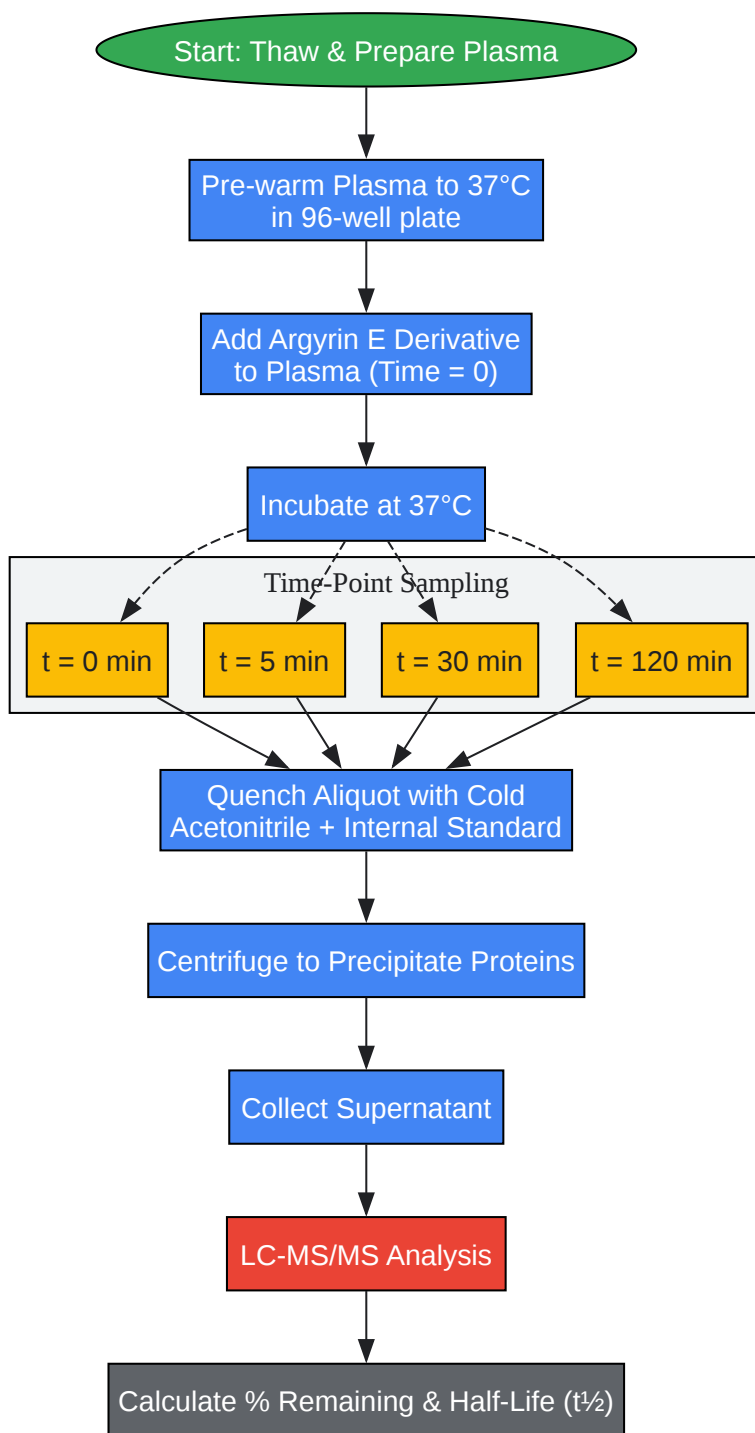 Start: Thaw & Prepare Plasma
Pre-warm Plasma to 37°C
in 96-well plate
Add Argyrin E Derivative
to Plasma (Time = 0)
Incubate at 37°C
Time-Point Sampling
t = 0 min
t = 5 min
t = 30 min
t = 120 min
Quench Aliquot with Cold
Acetonitrile + Internal Standard
Centrifuge to Precipitate Proteins
Collect Supernatant
LC-MS/MS Analysis
Calculate % Remaining & Half-Life (t½)